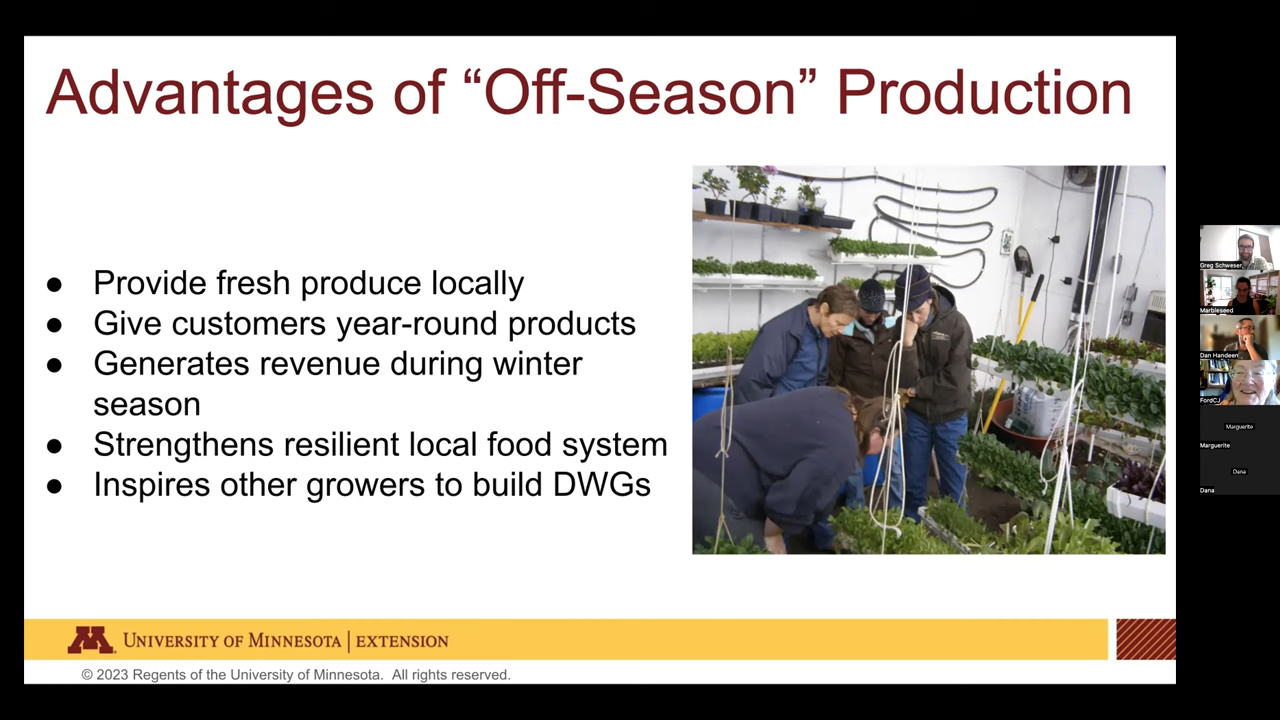 Advantages of “Off-Season” Production
● Provide fresh produce locally
● Give customers year-round products
● Generates revenue during winter
season
● Strengthens resilient local food system
● Inspires other growers to build DWGs
M
UNIVERSITY OF MINNESOTA | EXTENSION
© 2023 Regents of the University of Minnesota. All rights reserved.
Greg Schweser,
Marbleseed
Dan Handeen
FordCJ
Marguerite
Marguerite
Dana
Dana